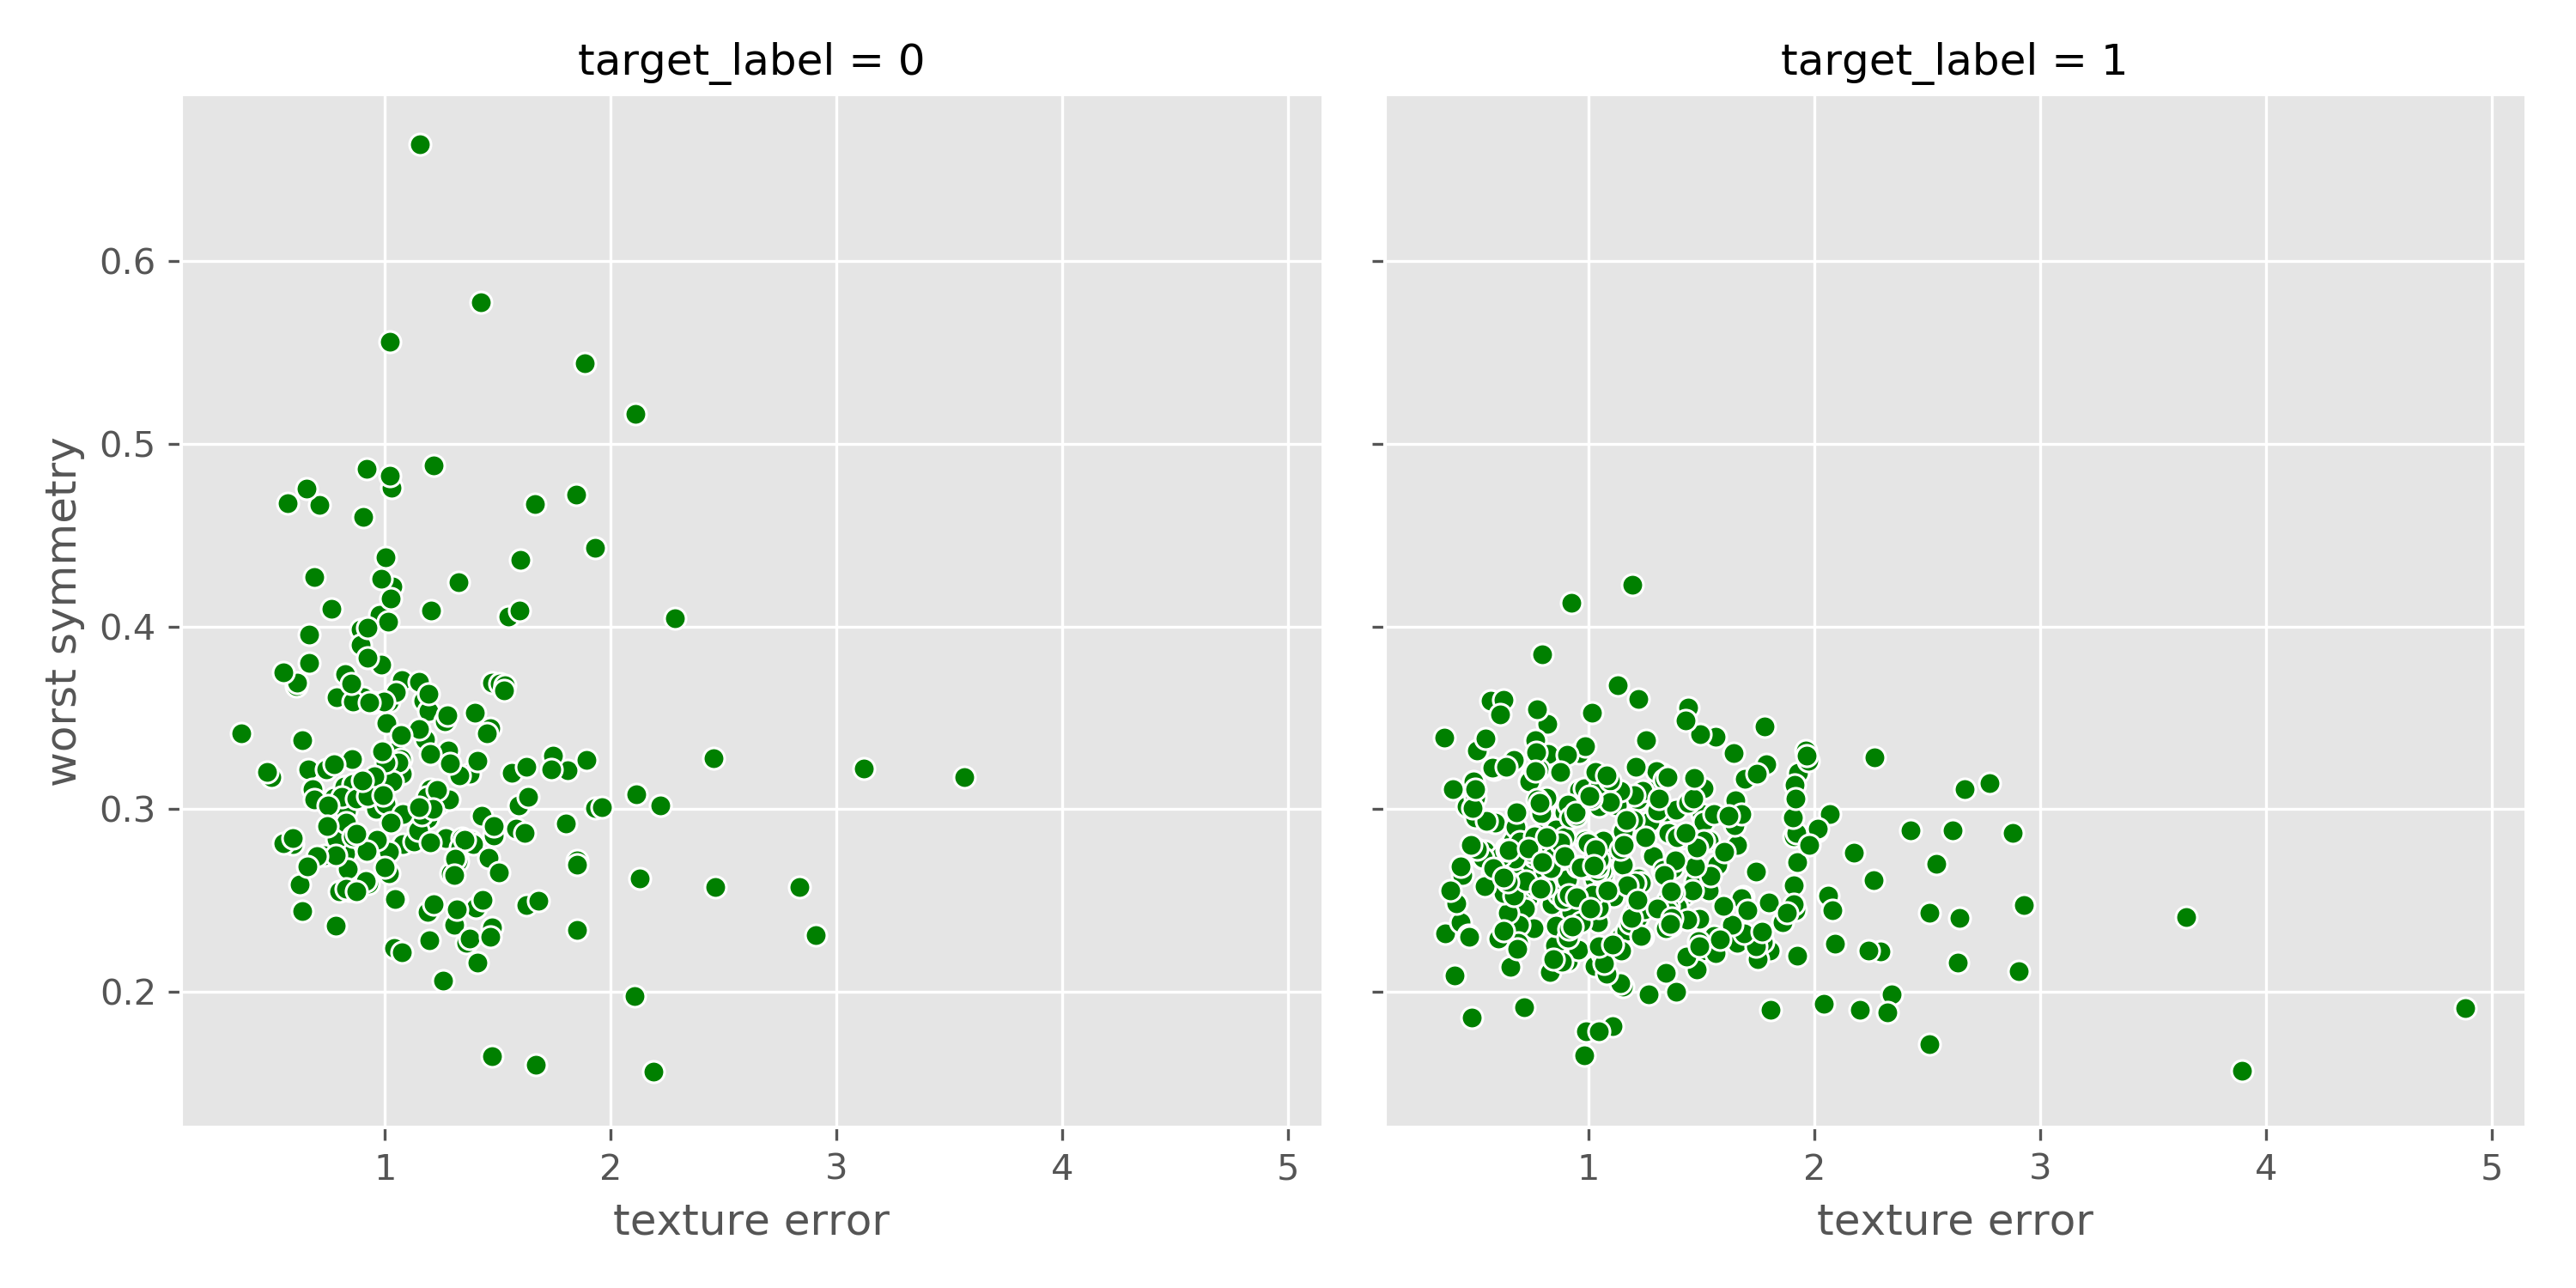 target_label = 0
target_label = 1
worst symmetry
0.6
0.5
0.4
0.3
0.2
1 2 3 4 5
1 2 3 4 5
texture error
texture error